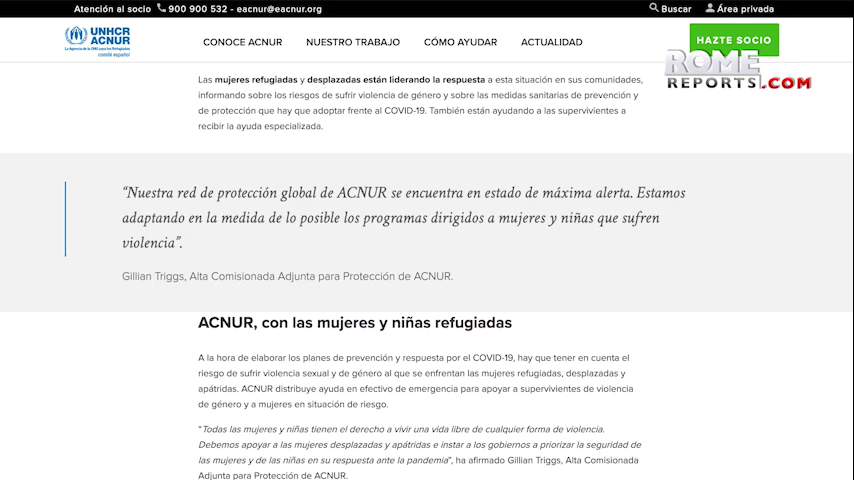 Atención al socio 900 900 532 - eacnur@eacnur.org Buscar Área privada
UNHCR
ACNUR
La Agencia de la ONU para los Refugiados
comité español
CONOCE ACNUR NUESTRO TRABAJO CÓMO AYUDAR ACTUALIDAD HAZTE SOCIO
ROME
REPORTS.COM
Las mujeres refugiadas y desplazadas están liderando la respuesta a esta situación en sus comunidades,
informando sobre los riesgos de sufrir violencia de género y sobre las medidas sanitarias de prevención y
de protección que hay que adoptar frente al COVID-19. También están ayudando a las supervivientes a
recibir la ayuda especializada.
“Nuestra red de protección global de ACNUR se encuentra en estado de máxima alerta. Estamos
adaptando en la medida de lo posible los programas dirigidos a mujeres y niñas que sufren
violencia”.
Gillian Triggs, Alta Comisionada Adjunta para Protección de ACNUR.
ACNUR, con las mujeres y niñas refugiadas
A la hora de elaborar los planes de prevención y respuesta por el COVID-19, hay que tener en cuenta el
riesgo de sufrir violencia sexual y de género al que se enfrentan las mujeres refugiadas, desplazadas y
apátridas. ACNUR distribuye ayuda en efectivo de emergencia para apoyar a supervivientes de violencia
de género y a mujeres en situación de riesgo.
“Todas las mujeres y niñas tienen el derecho a vivir una vida libre de cualquier forma de violencia.
Debemos apoyar a las mujeres desplazadas y apátridas e instar a los gobiernos a priorizar la seguridad de
las mujeres y de las niñas en su respuesta ante la pandemia”, ha afirmado Gillian Triggs, Alta Comisionada
Adjunta para Protección de ACNUR.